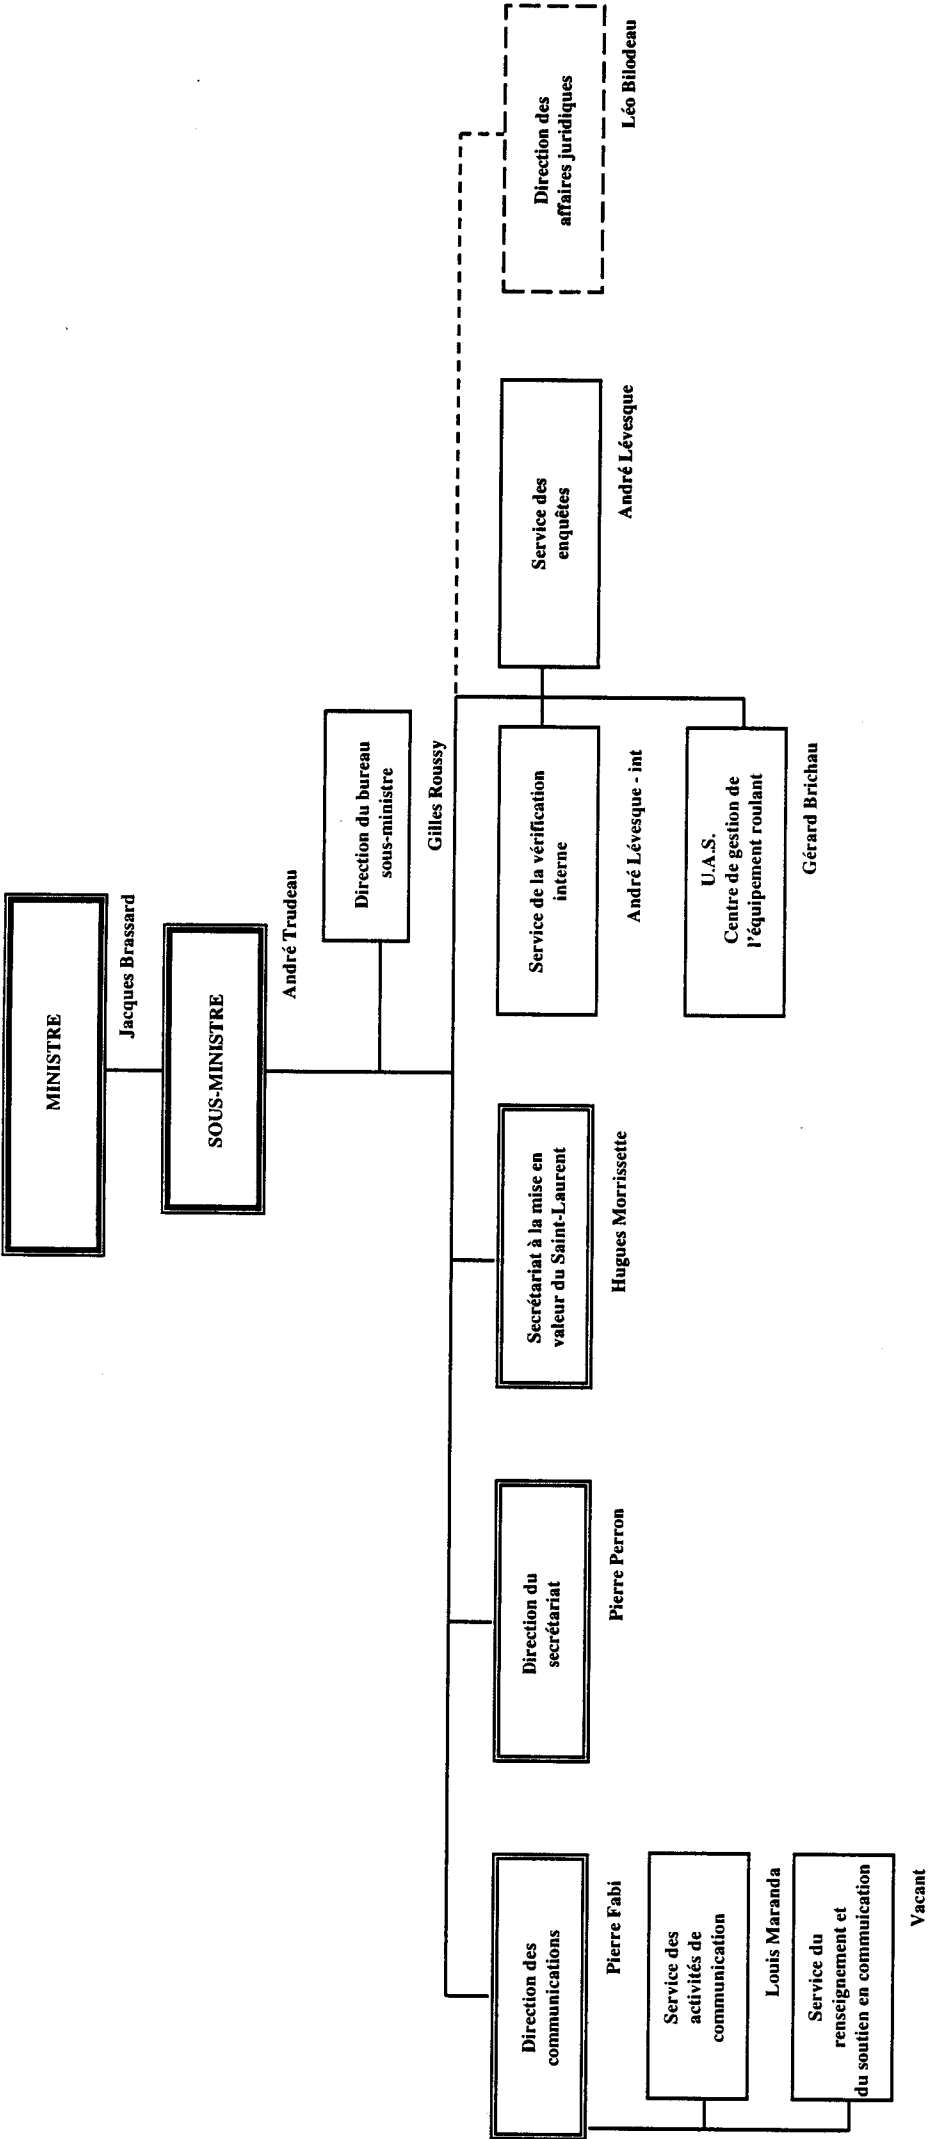 MINISTRE
Jacques Brassard
SOUS-MINISTRE
André Trudeau
Direction du bureau
sous-ministre
Gilles Roussy
Direction des
communications
Pierre Fabi
Service des
activités de
communication
Louis Maranda
Service du
renseignement et
du soutien en commuication
Vacant
Direction du
secrétariat
Pierre Perron
Secrétariat à la mise en
valeur du Saint-Laurent
Hugues Morrissette
Service de la vérification
interne
André Lévesque - int
U.A.S.
Centre de gestion de
l'équipement roulant
Gérard Brichau
Service des
enquêtes
André Lévesque
Direction des
affaires juridiques
Léo Bilodeau